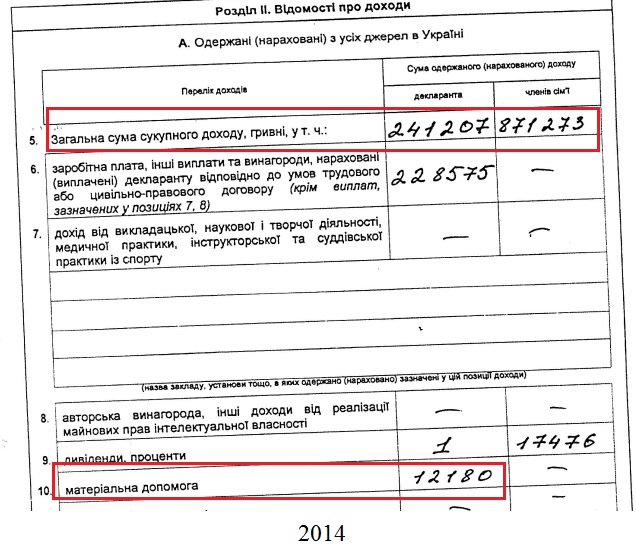 Розділ II. Відомості про доходи
А. Одержані (нараховані) з усіх джерел в Україні
Перелік доходів
Сума одержаного (нарахованого) доходу
декларанта
членів сім'ї
5. Загальна сума сукупного доходу, гривні, у т. ч.: 241207 871273
6. заробітна плата, інші виплати та винагороди, нараховані
(виплачені) декларанту відповідно до умов трудового
або цивільно-правового договору (крім виплат,
зазначених у позиціях 7, 8) 228575 —
7. дохід від викладацької, наукової і творчої діяльності,
медичної практики, інструкторської та суддівської
практики із спорту — —
(назва закладу, установи тощо, в яких одержано (нараховано) зазначені у цій позиції доходи)
8. авторська винагорода, інші доходи від реалізації
майнових прав інтелектуальної власності — —
9. дивіденди, проценти 1 17476
10. матеріальна допомога 12180 —
2014